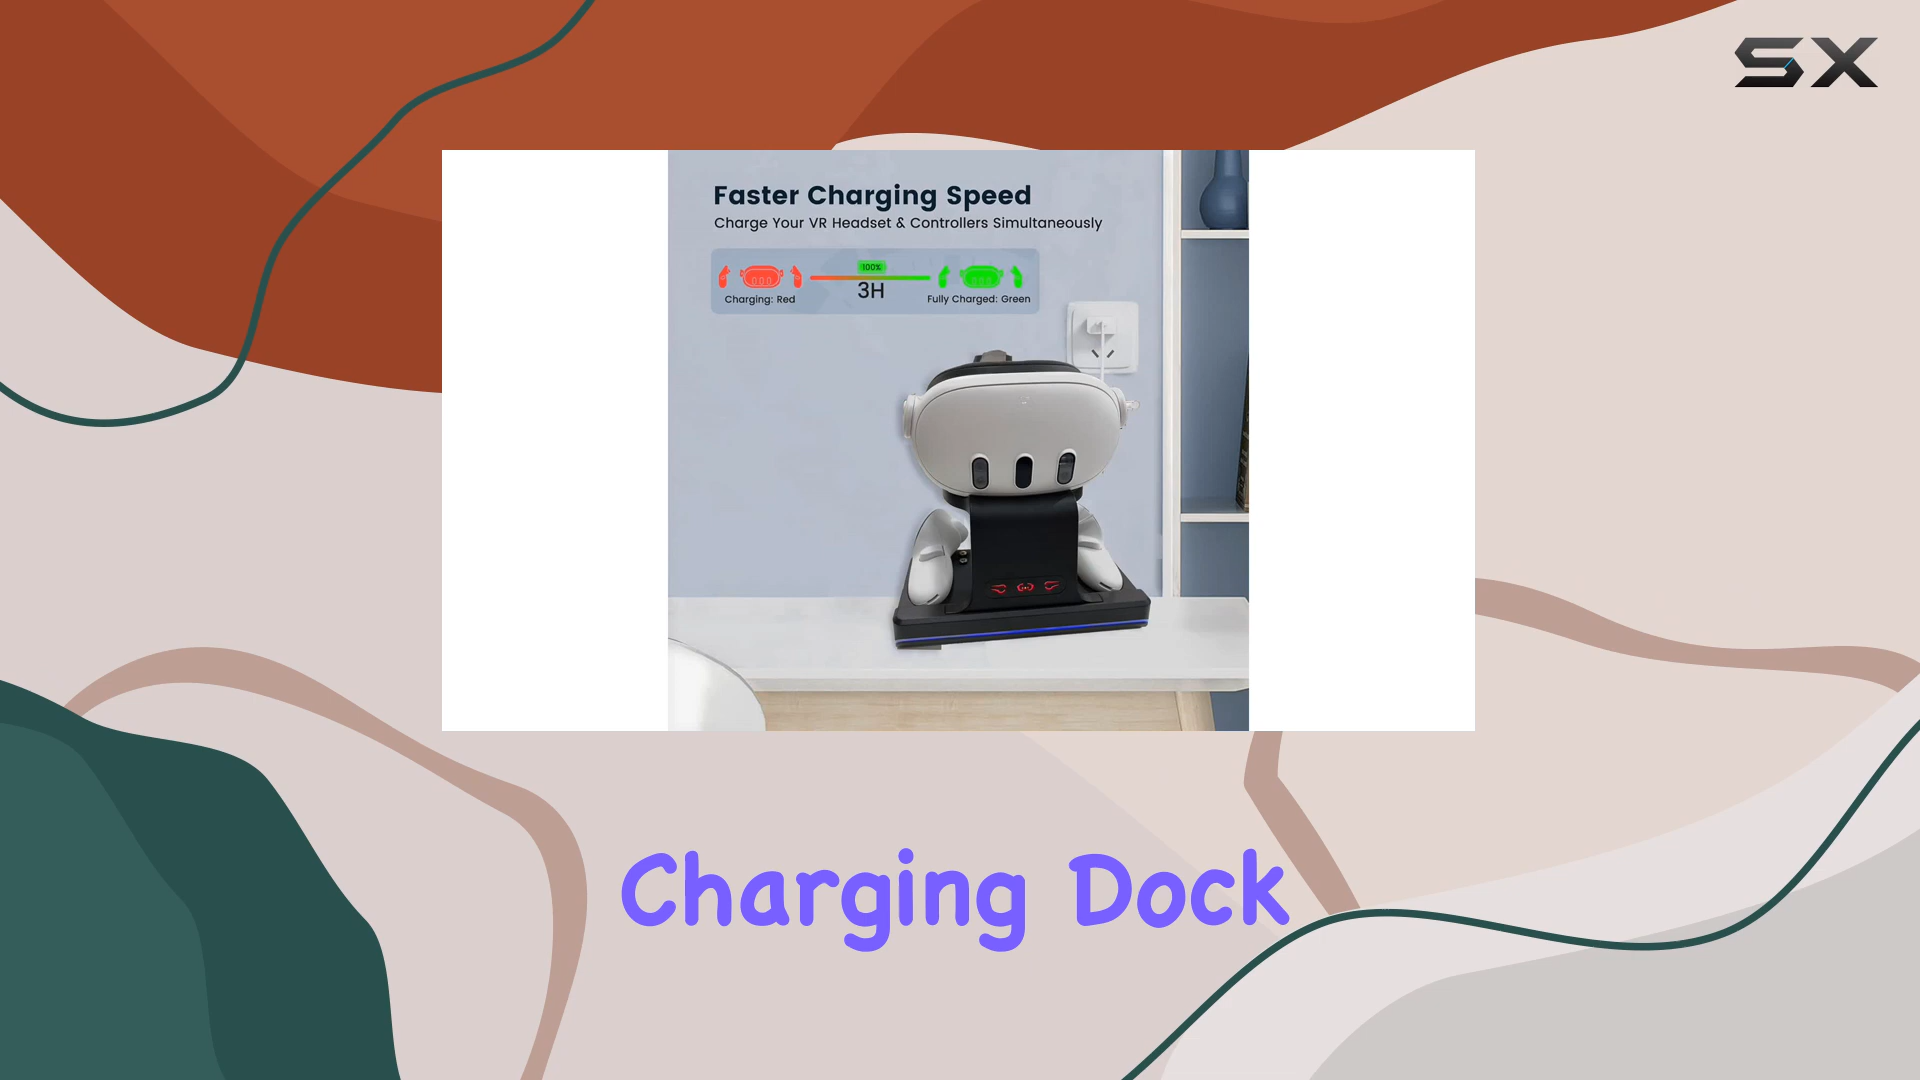 SX
Faster Charging Speed
Charge Your VR Headset & Controllers Simultaneously
100%
3H
Charging: Red
Fully Charged: Green
Charging Dock